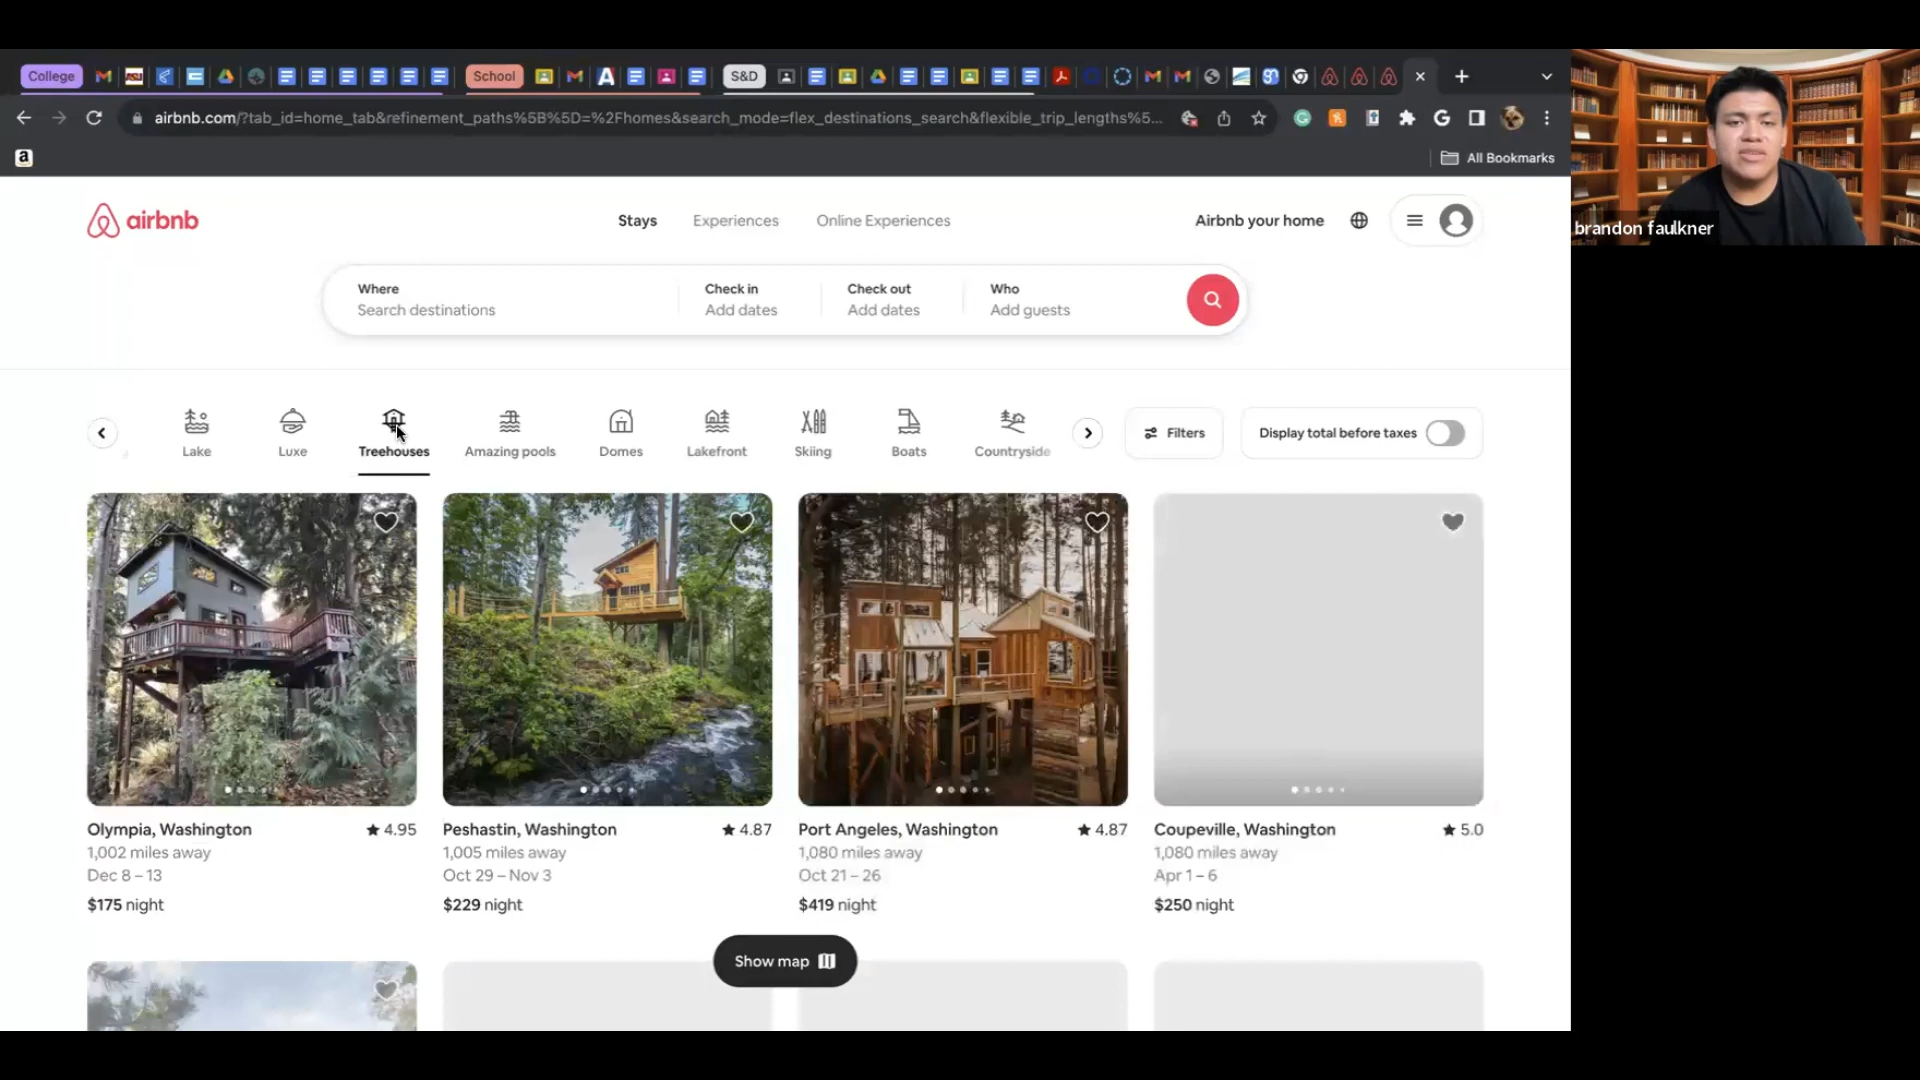 College
School
S&D
airbnb.com/?tab_id=home_tab&refinement_paths%5B%5D=%2Fhomes&search_mode=flex_destinations_search&flexible_trip_lengths%5...
All Bookmarks
brandon faulkner
airbnb
Stays
Experiences
Online Experiences
Airbnb your home
Where
Search destinations
Check in
Add dates
Check out
Add dates
Who
Add guests
Lake
Luxe
Treehouses
Amazing pools
Domes
Lakefront
Skiing
Boats
Countryside
Filters
Display total before taxes
Olympia, Washington
4.95
1,002 miles away
Dec 8 – 13
$175 night
Peshastin, Washington
4.87
1,005 miles away
Oct 29 – Nov 3
$229 night
Port Angeles, Washington
4.87
1,080 miles away
Oct 21 – 26
$419 night
Coupeville, Washington
5.0
1,080 miles away
Apr 1 – 6
$250 night
Show map